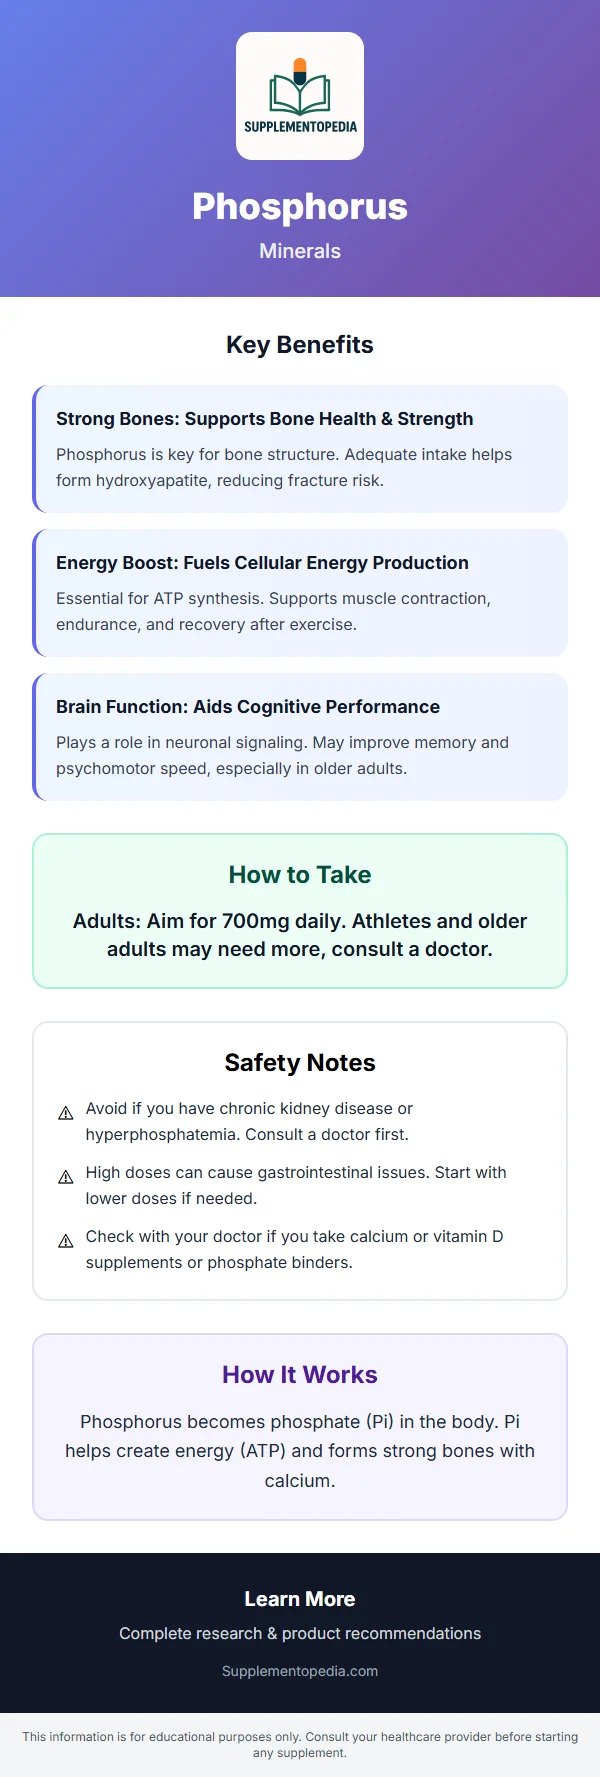 SUPPLEMENTOPEDIA
Phosphorus
Minerals
Key Benefits
Strong Bones: Supports Bone Health & Strength
Phosphorus is key for bone structure. Adequate intake helps
form hydroxyapatite, reducing fracture risk.
Energy Boost: Fuels Cellular Energy Production
Essential for ATP synthesis. Supports muscle contraction,
endurance, and recovery after exercise.
Brain Function: Aids Cognitive Performance
Plays a role in neuronal signaling. May improve memory and
psychomotor speed, especially in older adults.
How to Take
Adults: Aim for 700mg daily. Athletes and older
adults may need more, consult a doctor.
Safety Notes
Avoid if you have chronic kidney disease or
hyperphosphatemia. Consult a doctor first.
High doses can cause gastrointestinal issues. Start with
lower doses if needed.
Check with your doctor if you take calcium or vitamin D
supplements or phosphate binders.
How It Works
Phosphorus becomes phosphate (Pi) in the body. Pi
helps create energy (ATP) and forms strong bones with
calcium.
Learn More
Complete research & product recommendations
Supplementopedia.com
This information is for educational purposes only. Consult your healthcare provider before starting
any supplement.